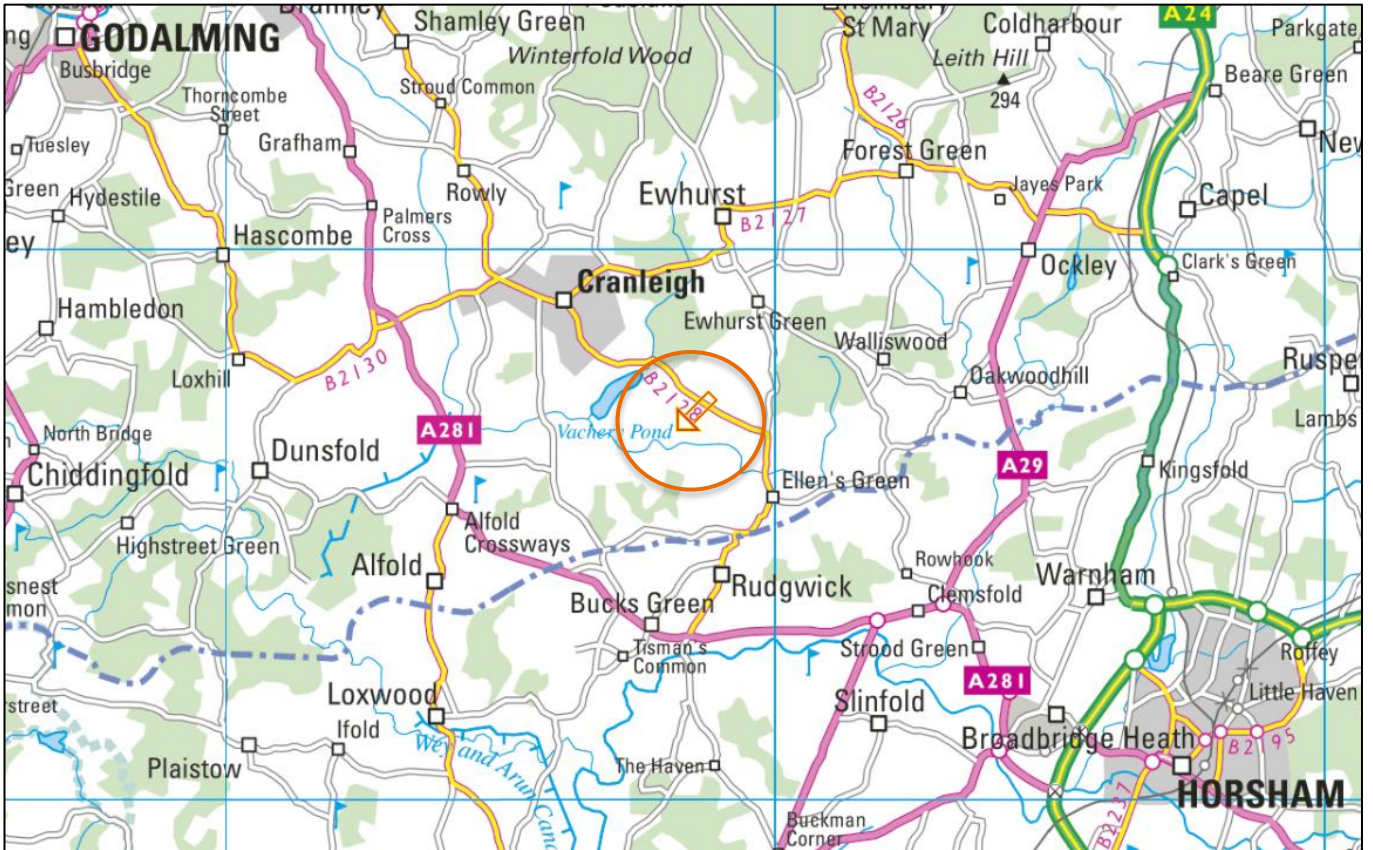 GODALMING
Busbridge
Shamley Green
Winterfold Wood
St Mary
Coldharbour
Leith Hill
294
A24
Parkgate
Beare Green
Thorncombe
Street
Stroud Common
B2126
Tuesley
Grafham
Forest Green
Green
Hydestile
Rowly
Ewhurst
B2127
Jayes Park
Capel
Palmers
Cross
ey
Hascombe
Ockley
Clark's Green
Cranleigh
Hambledon
Ewhurst Green
Walliswood
Loxhill
B2130
Oakwoodhill
B2128
Lambs
North Bridge
A281
Vachery Pond
Dunsfold
A29
Kingsfold
Chiddingfold
Ellen's Green
Highstreet Green
Alfold
Crossways
Rowhook
Warnham
Alfold
Rudgwick
Clemsfold
Bucks Green
Tisman's
Common
Strood Green
Roffey
A281
Little Haven
Loxwood
Slinfold
Ifold
Wey and Arun Cana
Broadbridge Heath
B2195
Plaistow
The Haven
HORSHAM
B2237
Buckman
Corner